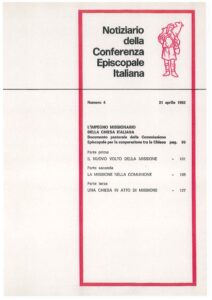 Notiziario
della
Conferenza
Episcopale
Italiana
Numero 4
21 aprile 1982
L'IMPEGNO MISSIONARIO
DELLA CHIESA ITALIANA
Documento pastorale della Commissione
Episcopale per la cooperazione tra le Chiese pag.
Parte prima
IL NUOVO VOLTO DELLA MISSIONE
Parte seconda
LA MISSIONE NELLA COMUNIONE
Parte terza
UNA CHIESA IN ATTO DI MISSIONE » 127